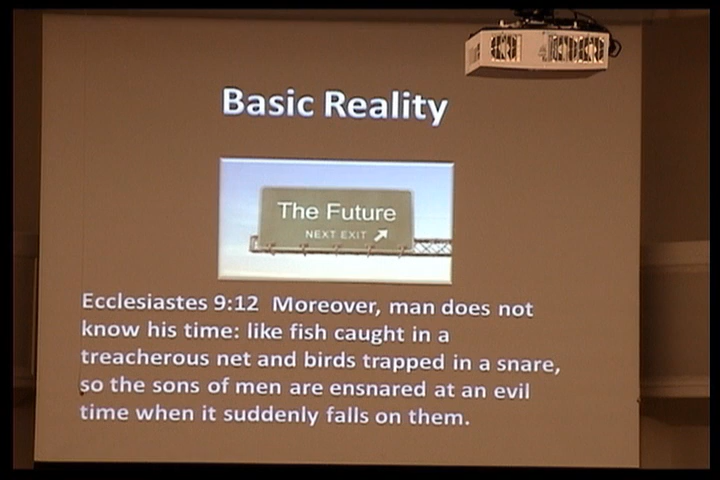 Basic Reality
The Future
NEXT EXIT
Ecclesiastes 9:12  Moreover, man does not
know his time: like fish caught in a
treacherous net and birds trapped in a snare,
so the sons of men are ensnared at an evil
time when it suddenly falls on them.